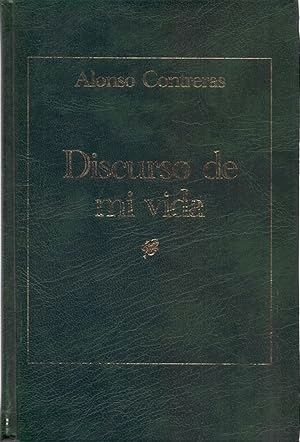 Alonso Contreras
Discurso de
mi vida